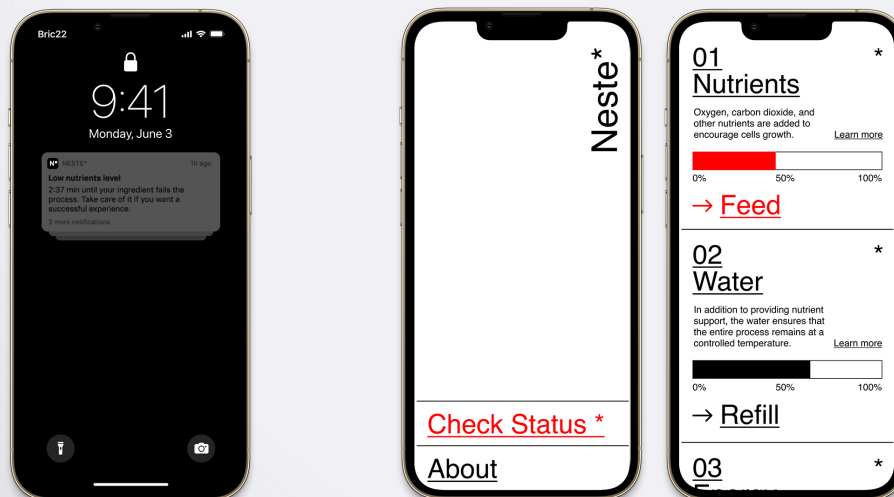 Bric22
9:41
Monday, June 3
N* NESTE*
1h ago
Low nutrients level
2:37 min until your ingredient fails the
process. Take care of it if you want a
successful experience.
3 more notifications
Neste*
Check Status *
About
01
*
Nutrients
Oxygen, carbon dioxide, and
other nutrients are added to
encourage cells growth.
Learn more
0% 50% 100%
→ Feed
02
*
Water
In addition to providing nutrient
support, the water ensures that
the entire process remains at a
controlled temperature.
Learn more
0% 50% 100%
→ Refill
03
*